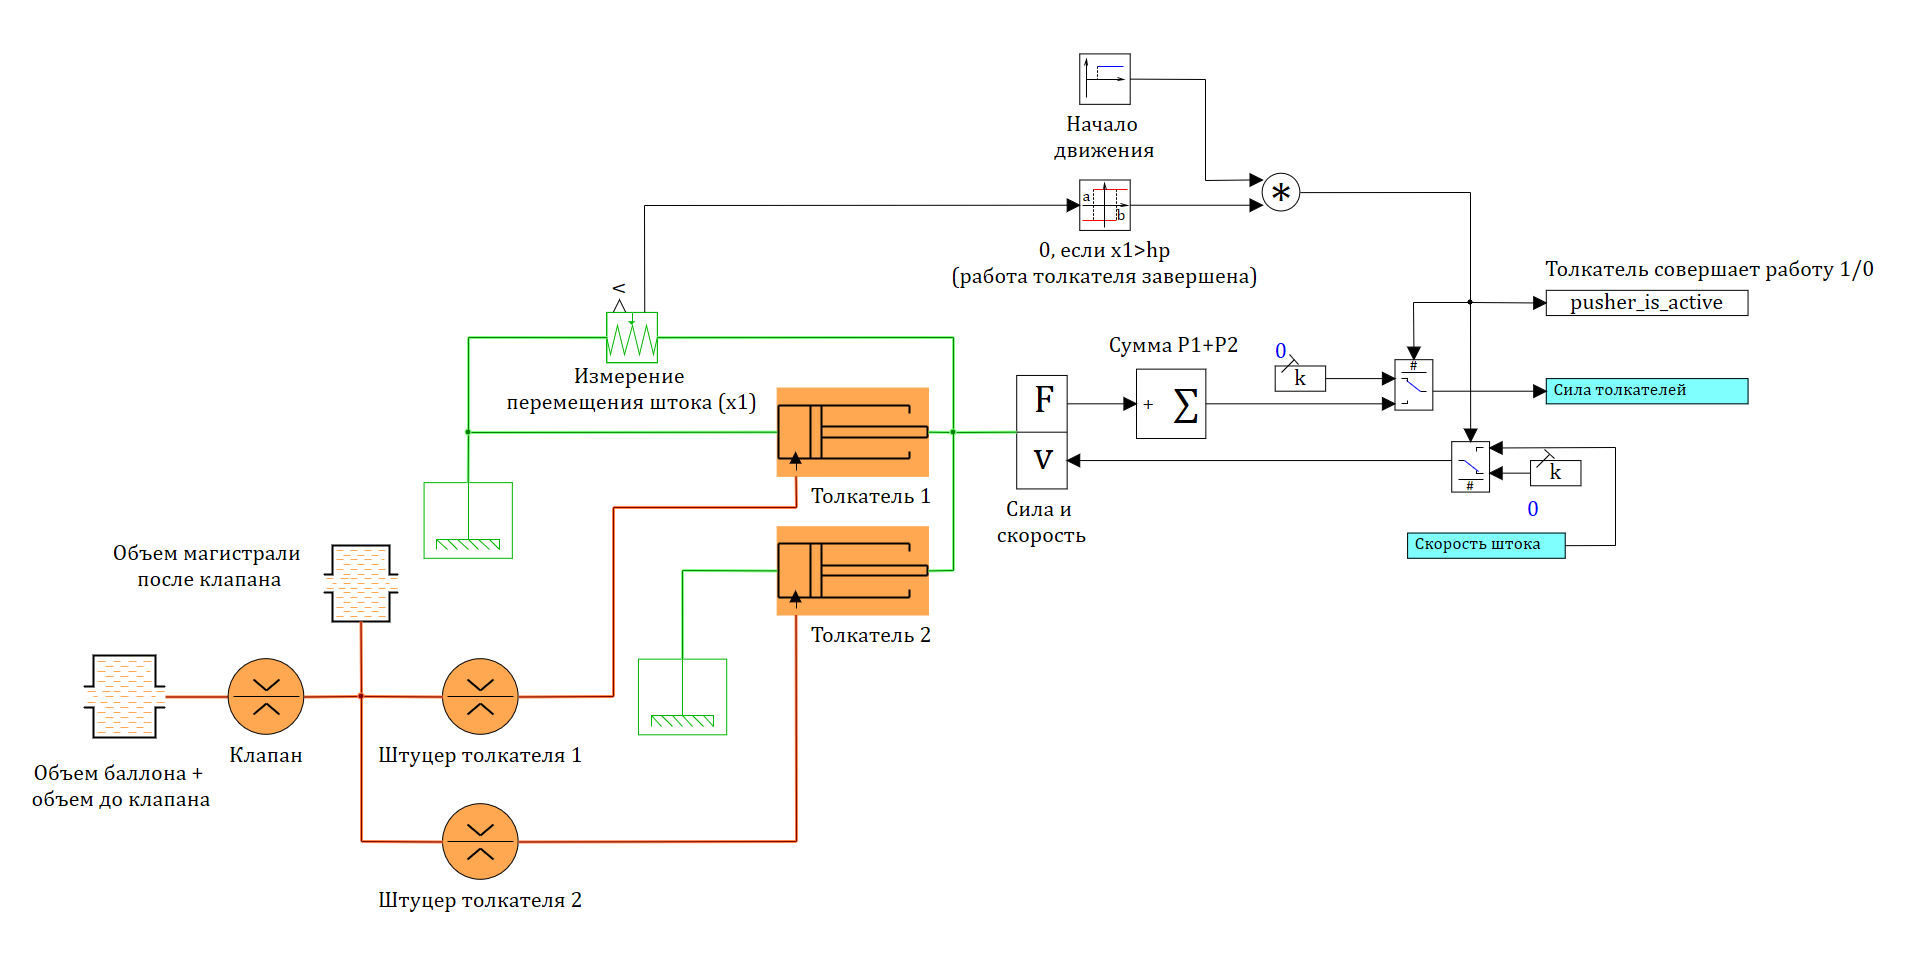 Начало
движения
*
a
b
0, если x1>hp
(работа толкателя завершена)
Толкатель совершает работу 1/0
pusher_is_active
V
Измерение
перемещения штока (x1)
Сумма P1+P2
0
k
#
F
+ Σ
Сила толкателей
V
#
k
0
Толкатель 1
Сила и
скорость
Скорость штока
Объем магистрали
после клапана
Толкатель 2
Клапан
Штуцер толкателя 1
Объем баллона +
объем до клапана
Штуцер толкателя 2